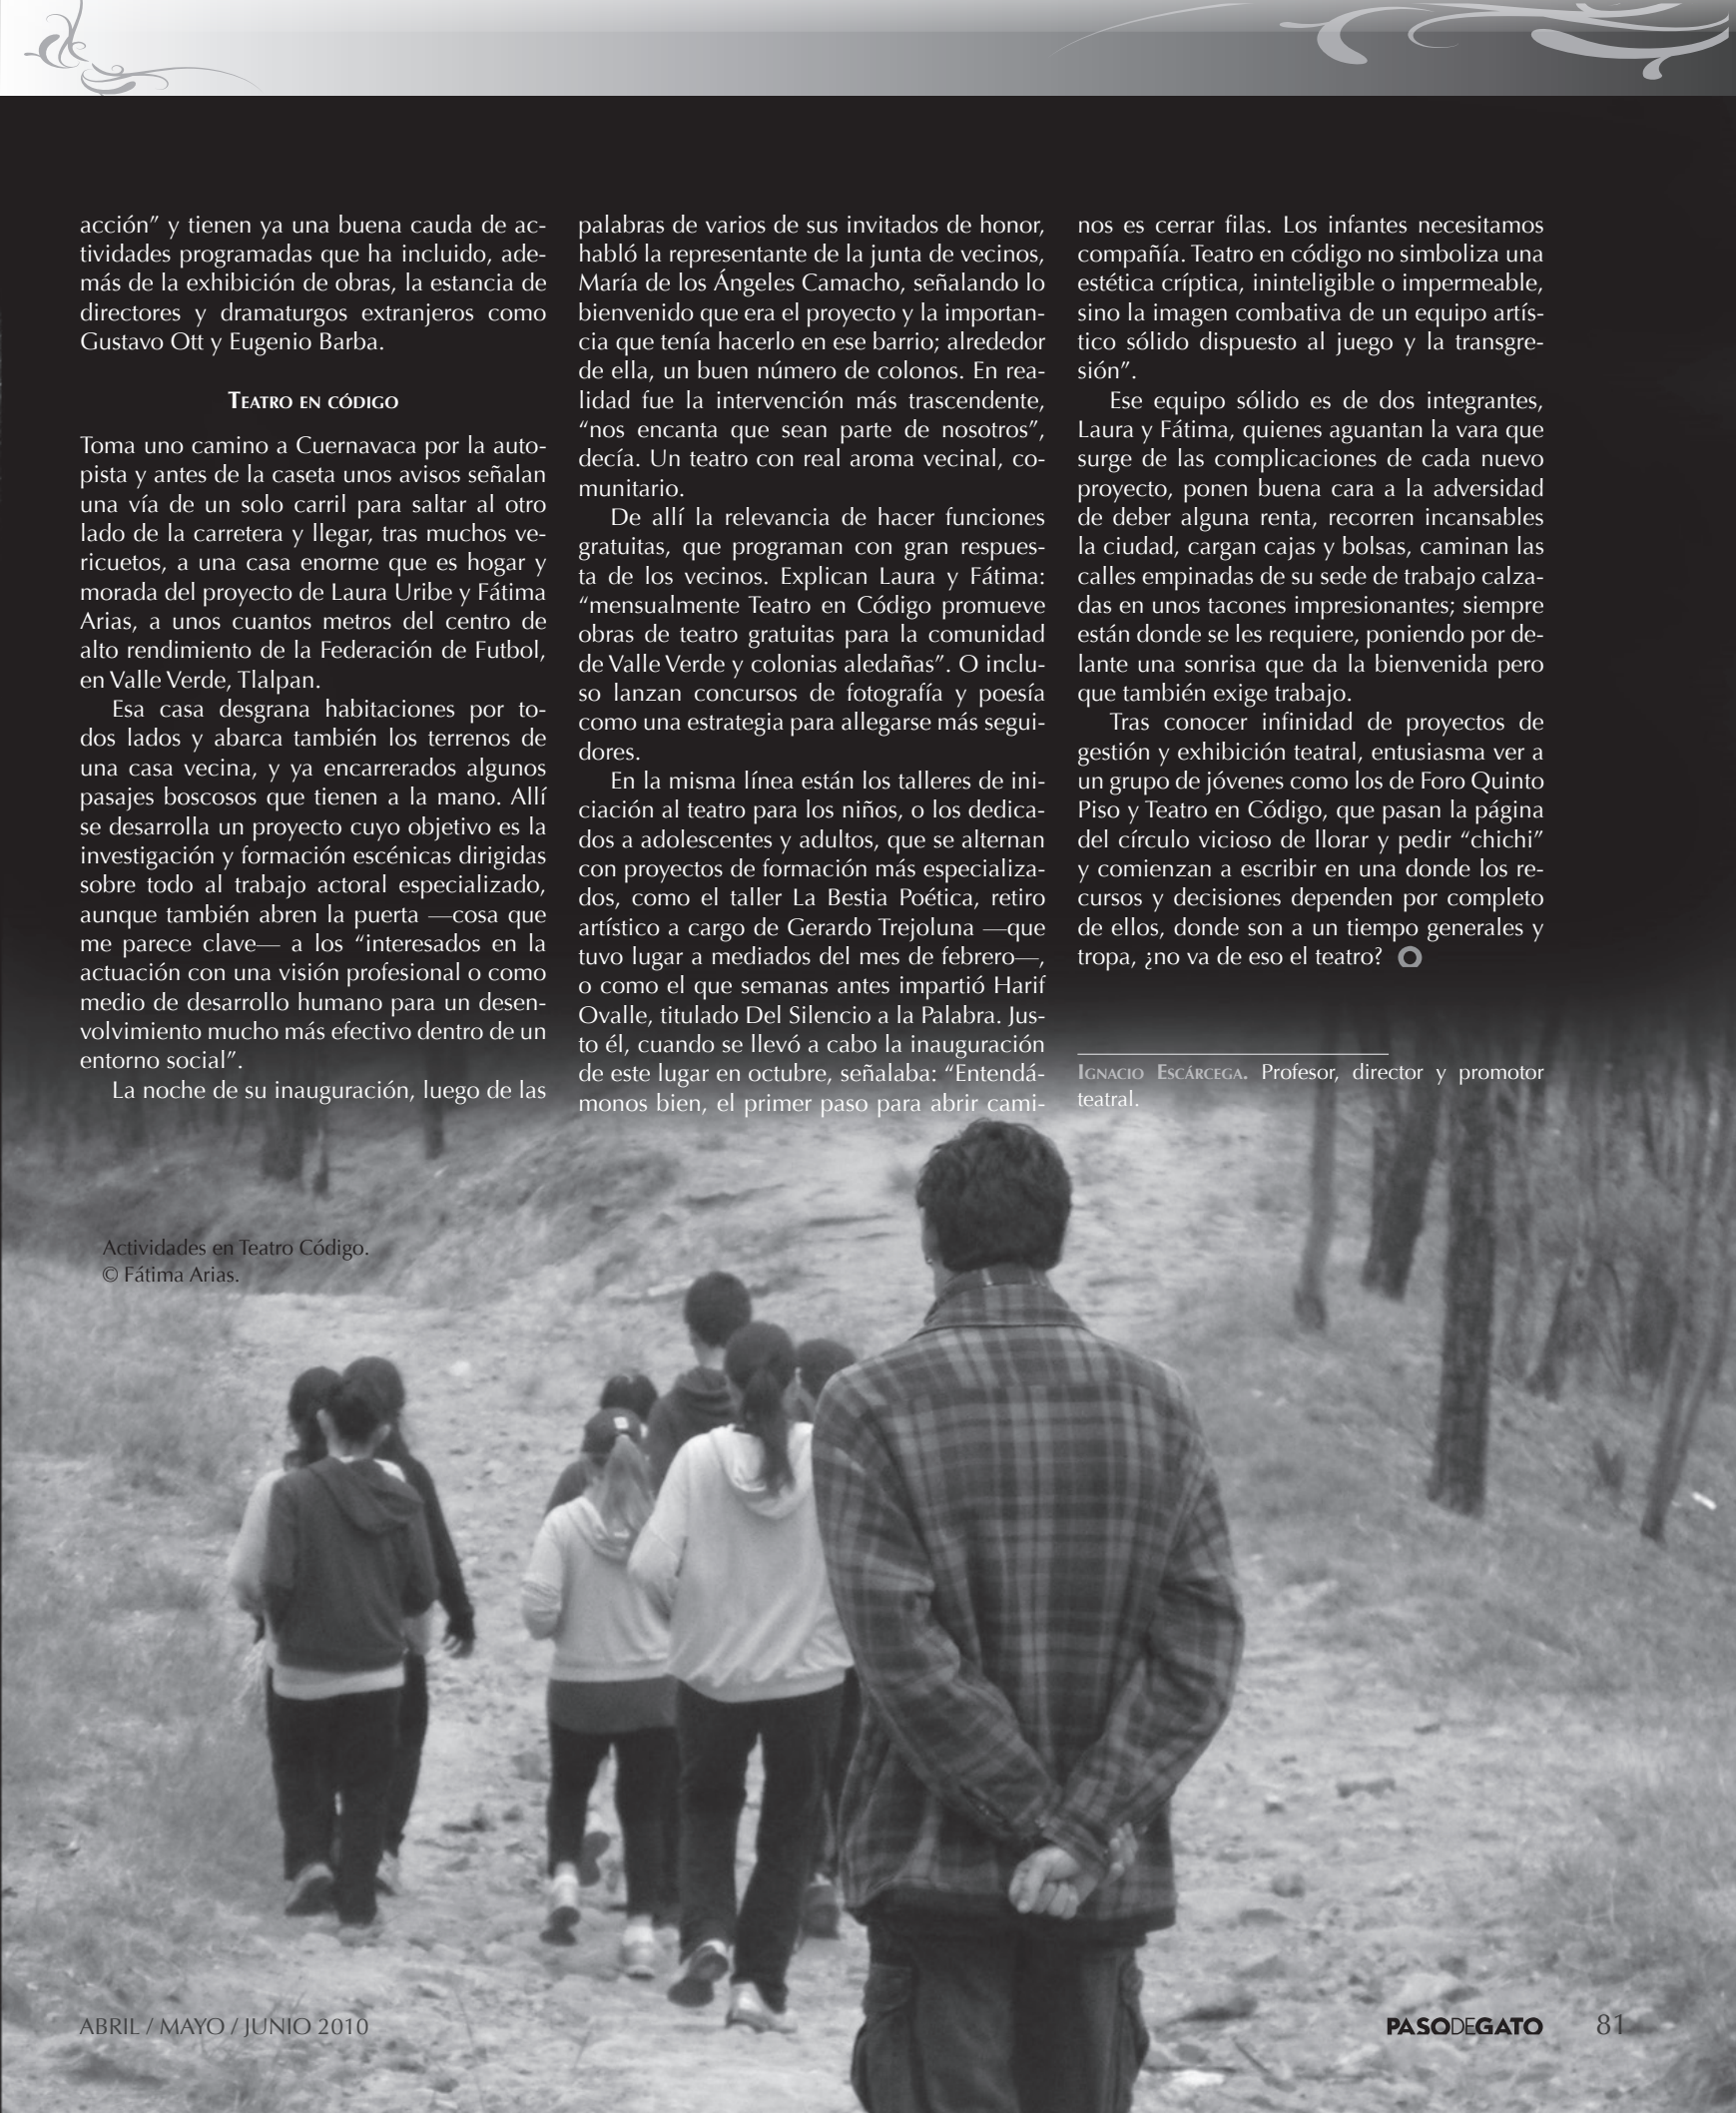 acción” y tienen ya una buena cauda de ac-
tividades programadas que ha incluido, ade-
más de la exhibición de obras, la estancia de
directores y dramaturgos extranjeros como
Gustavo Ott y Eugenio Barba.
Teatro en código
Toma uno camino a Cuernavaca por la auto-
pista y antes de la caseta unos avisos señalan
una vía de un solo carril para saltar al otro
lado de la carretera y llegar, tras muchos ve-
ricuetos, a una casa enorme que es hogar y
morada del proyecto de Laura Uribe y Fátima
Arias, a unos cuantos metros del centro de
alto rendimiento de la Federación de Futbol,
en Valle Verde, Tlalpan.
Esa casa desgrana habitaciones por to-
dos lados y abarca también los terrenos de
una casa vecina, y ya encarrerados algunos
pasajes boscosos que tienen a la mano. Allí
se desarrolla un proyecto cuyo objetivo es la
investigación y formación escénicas dirigidas
sobre todo al trabajo actoral especializado,
aunque también abren la puerta —cosa que
me parece clave— a los “interesados en la
actuación con una visión profesional o como
medio de desarrollo humano para un desen-
volvimiento mucho más efectivo dentro de un
entorno social”.
La noche de su inauguración, luego de las
palabras de varios de sus invitados de honor,
habló la representante de la junta de vecinos,
María de los Ángeles Camacho, señalando lo
bienvenido que era el proyecto y la importan-
cia que tenía hacerlo en ese barrio; alrededor
de ella, un buen número de colonos. En rea-
lidad fue la intervención más trascendente,
“nos encanta que sean parte de nosotros”,
decía. Un teatro con real aroma vecinal, co-
munitario.
De allí la relevancia de hacer funciones
gratuitas, que programan con gran respues-
ta de los vecinos. Explican Laura y Fátima:
“mensualmente Teatro en Código promueve
obras de teatro gratuitas para la comunidad
de Valle Verde y colonias aledañas”. O inclu-
so lanzan concursos de fotografía y poesía
como una estrategia para allegarse más segui-
dores.
En la misma línea están los talleres de ini-
ciación al teatro para los niños, o los dedica-
dos a adolescentes y adultos, que se alternan
con proyectos de formación más especializa-
dos, como el taller La Bestia Poética, retiro
artístico a cargo de Gerardo Trejoluna —que
tuvo lugar a mediados del mes de febrero—,
o como el que semanas antes impartió Harif
Ovalle, titulado Del Silencio a la Palabra. Jus-
to él, cuando se llevó a cabo la inauguración
de este lugar en octubre, señalaba: “Entendá-
monos bien, el primer paso para abrir cami-
nos es cerrar filas. Los infantes necesitamos
compañía. Teatro en código no simboliza una
estética críptica, ininteligible o impermeable,
sino la imagen combativa de un equipo artís-
tico sólido dispuesto al juego y la transgre-
sión”.
Ese equipo sólido es de dos integrantes,
Laura y Fátima, quienes aguantan la vara que
surge de las complicaciones de cada nuevo
proyecto, ponen buena cara a la adversidad
de deber alguna renta, recorren incansables
la ciudad, cargan cajas y bolsas, caminan las
calles empinadas de su sede de trabajo calza-
das en unos tacones impresionantes; siempre
están donde se les requiere, poniendo por de-
lante una sonrisa que da la bienvenida pero
que también exige trabajo.
Tras conocer infinidad de proyectos de
gestión y exhibición teatral, entusiasma ver a
un grupo de jóvenes como los de Foro Quinto
Piso y Teatro en Código, que pasan la página
del círculo vicioso de llorar y pedir “chichi”
y comienzan a escribir en una donde los re-
cursos y decisiones dependen por completo
de ellos, donde son a un tiempo generales y
tropa, ¿no va de eso el teatro?
Ignacio Escárcega. Profesor, director y promotor
teatral.
Actividades en Teatro Código.
© Fátima Arias.
ABRIL / MAYO / JUNIO 2010
PASODEGATO 81